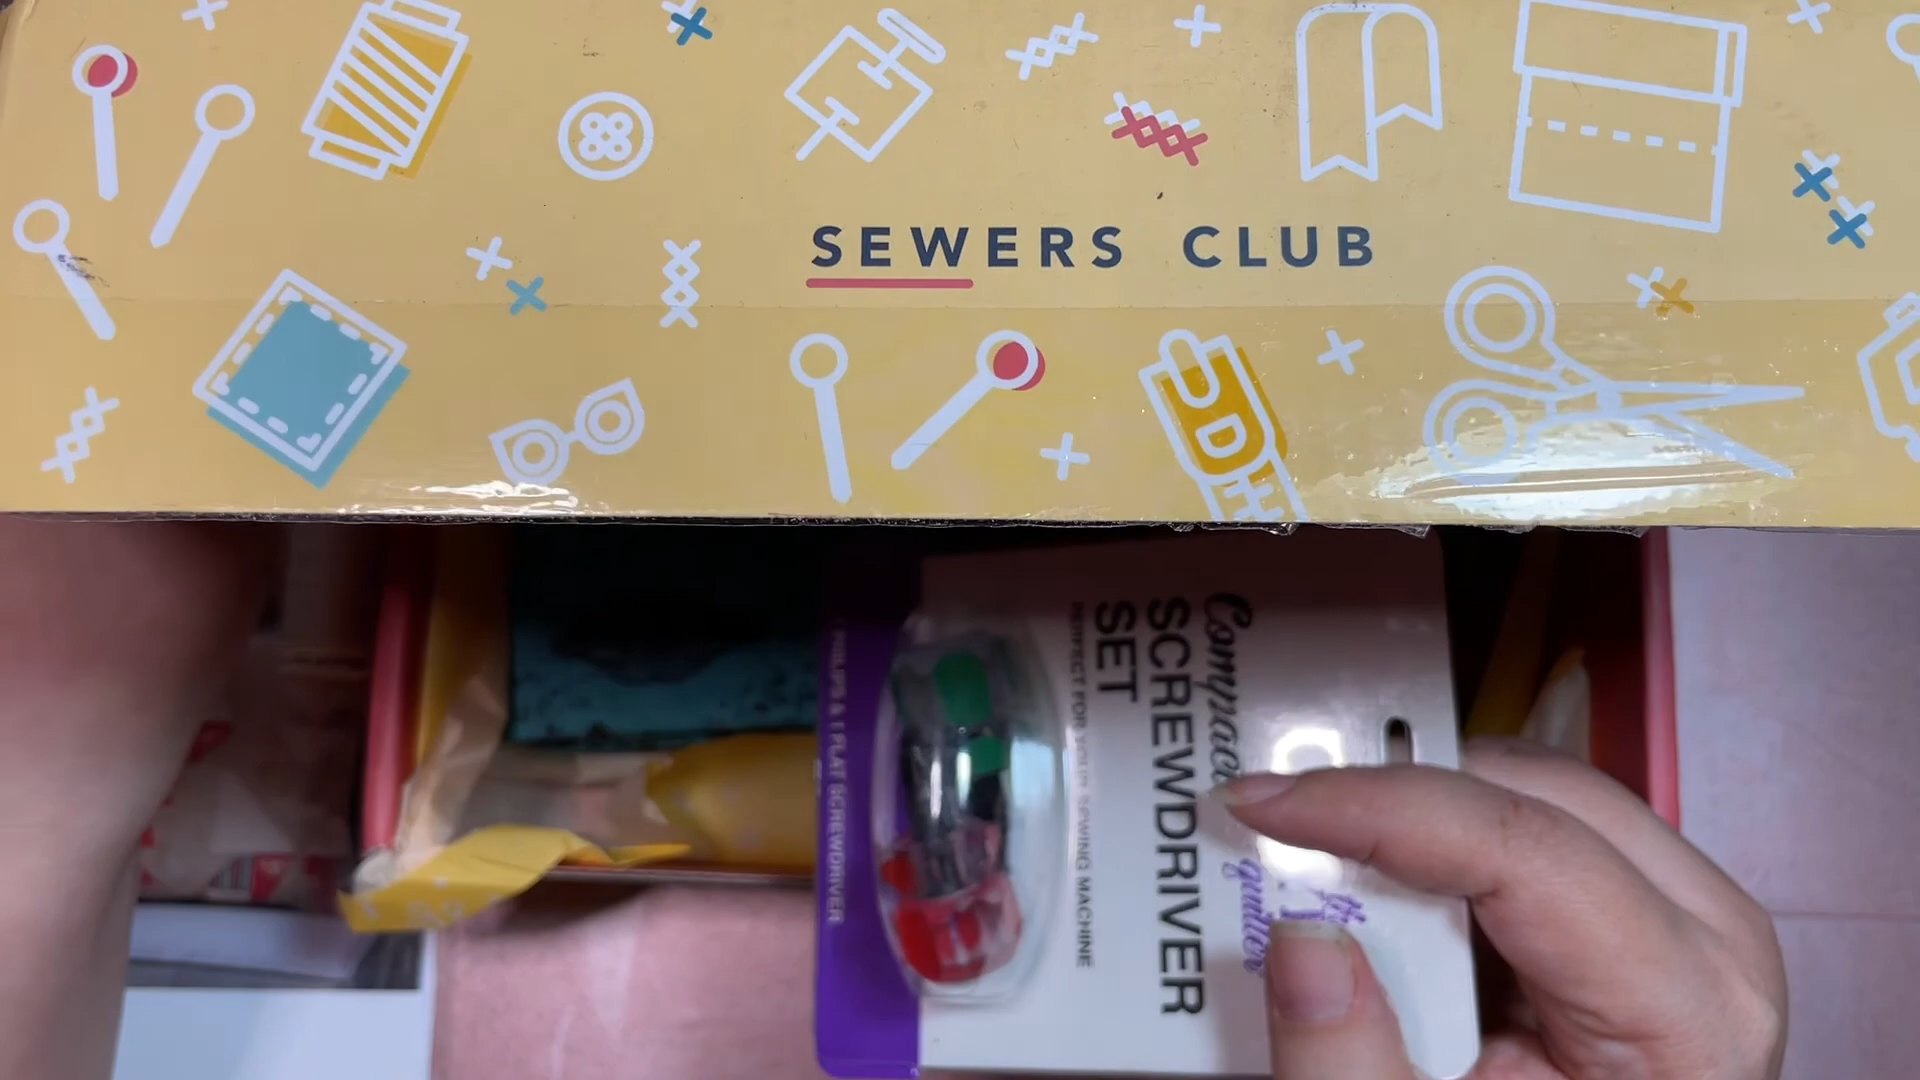 SEWERS CLUB
Compact
SCREWDRIVER
SET
PERFECT FOR YOUR SEWING MACHINE
PHILLIPS & 1 FLAT SCREWDRIVER
quilter